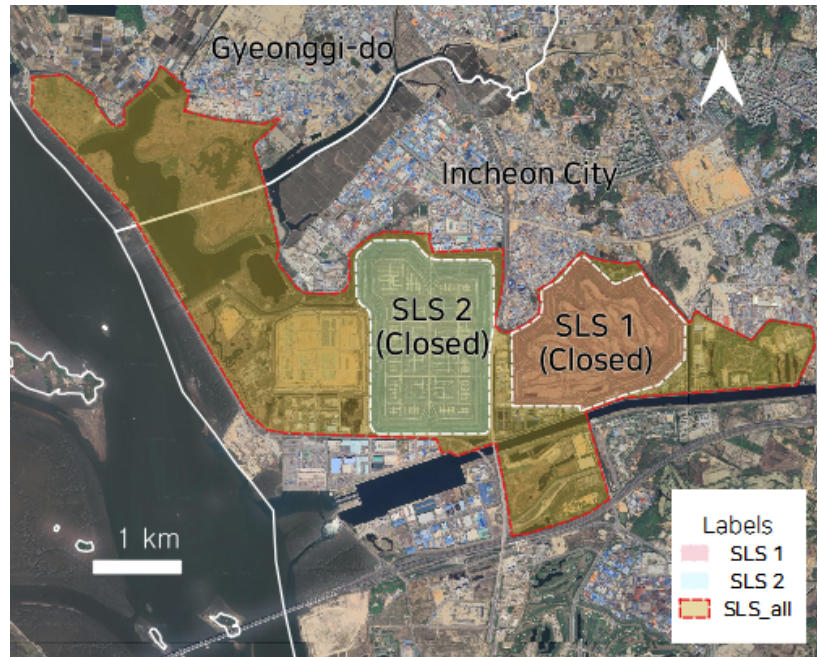 Gyeonggi-do
N
Incheon City
SLS 2
(Closed)
SLS 1
(Closed)
1 km
Labels
SLS 1
SLS 2
SLS_all